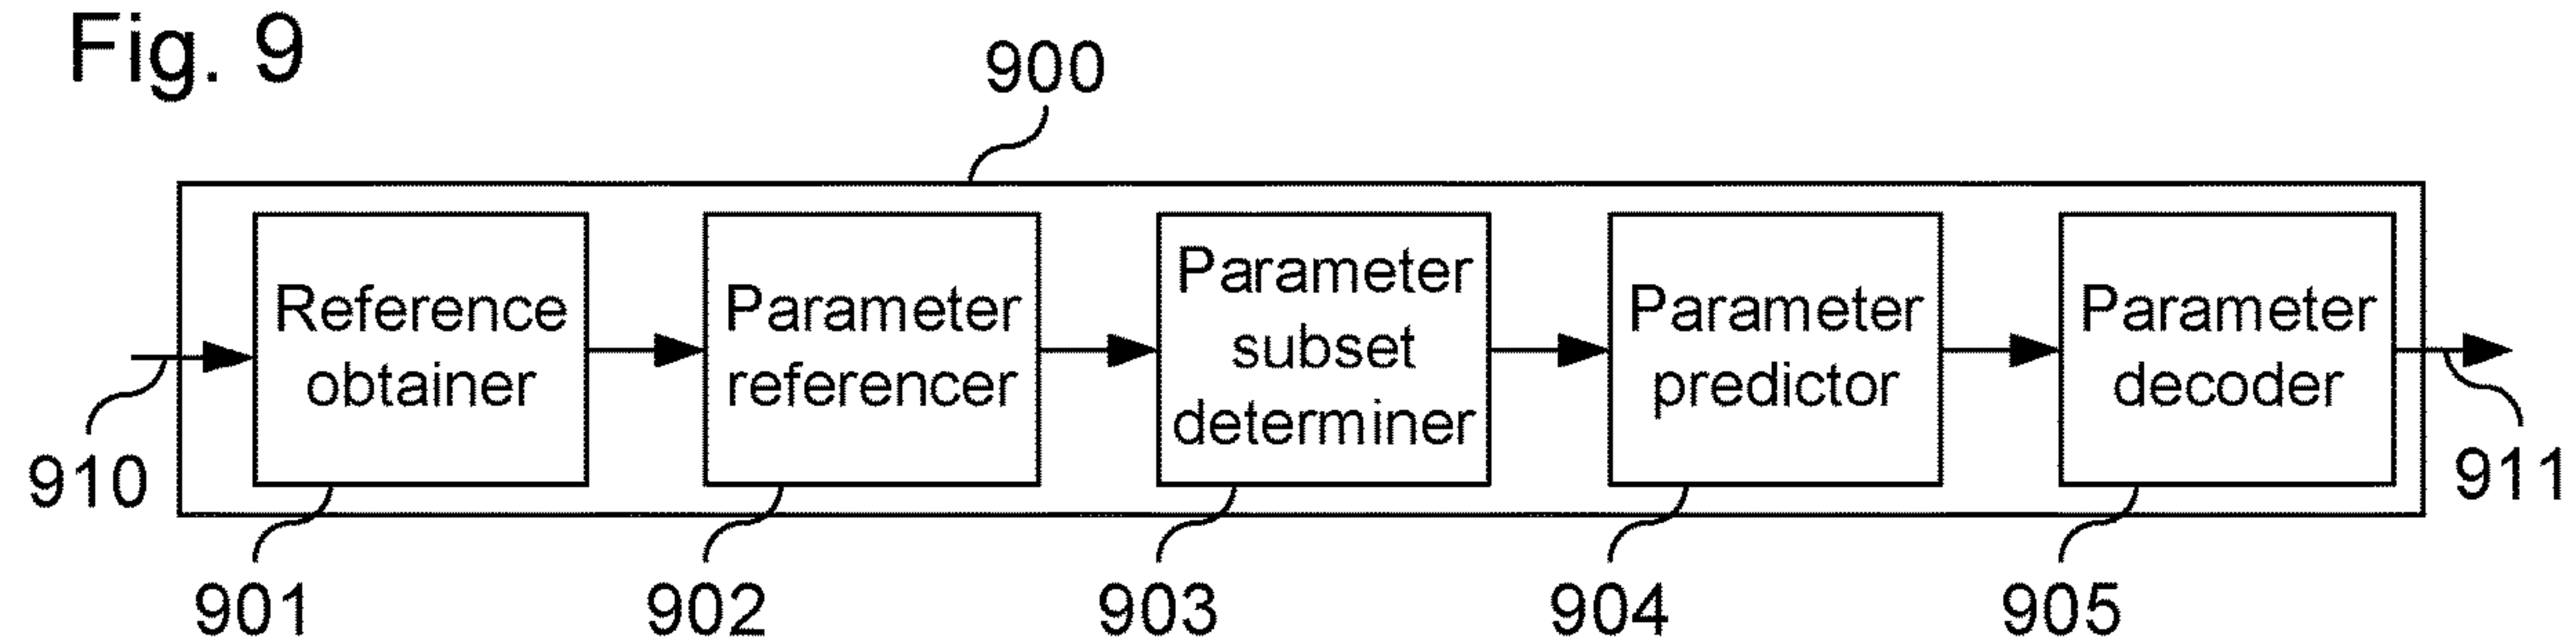 Fig. 9
900
Reference
obtainer
Parameter
referencer
Parameter
subset
determiner
Parameter
predictor
Parameter
decoder
910
911
901
902
903
904
905